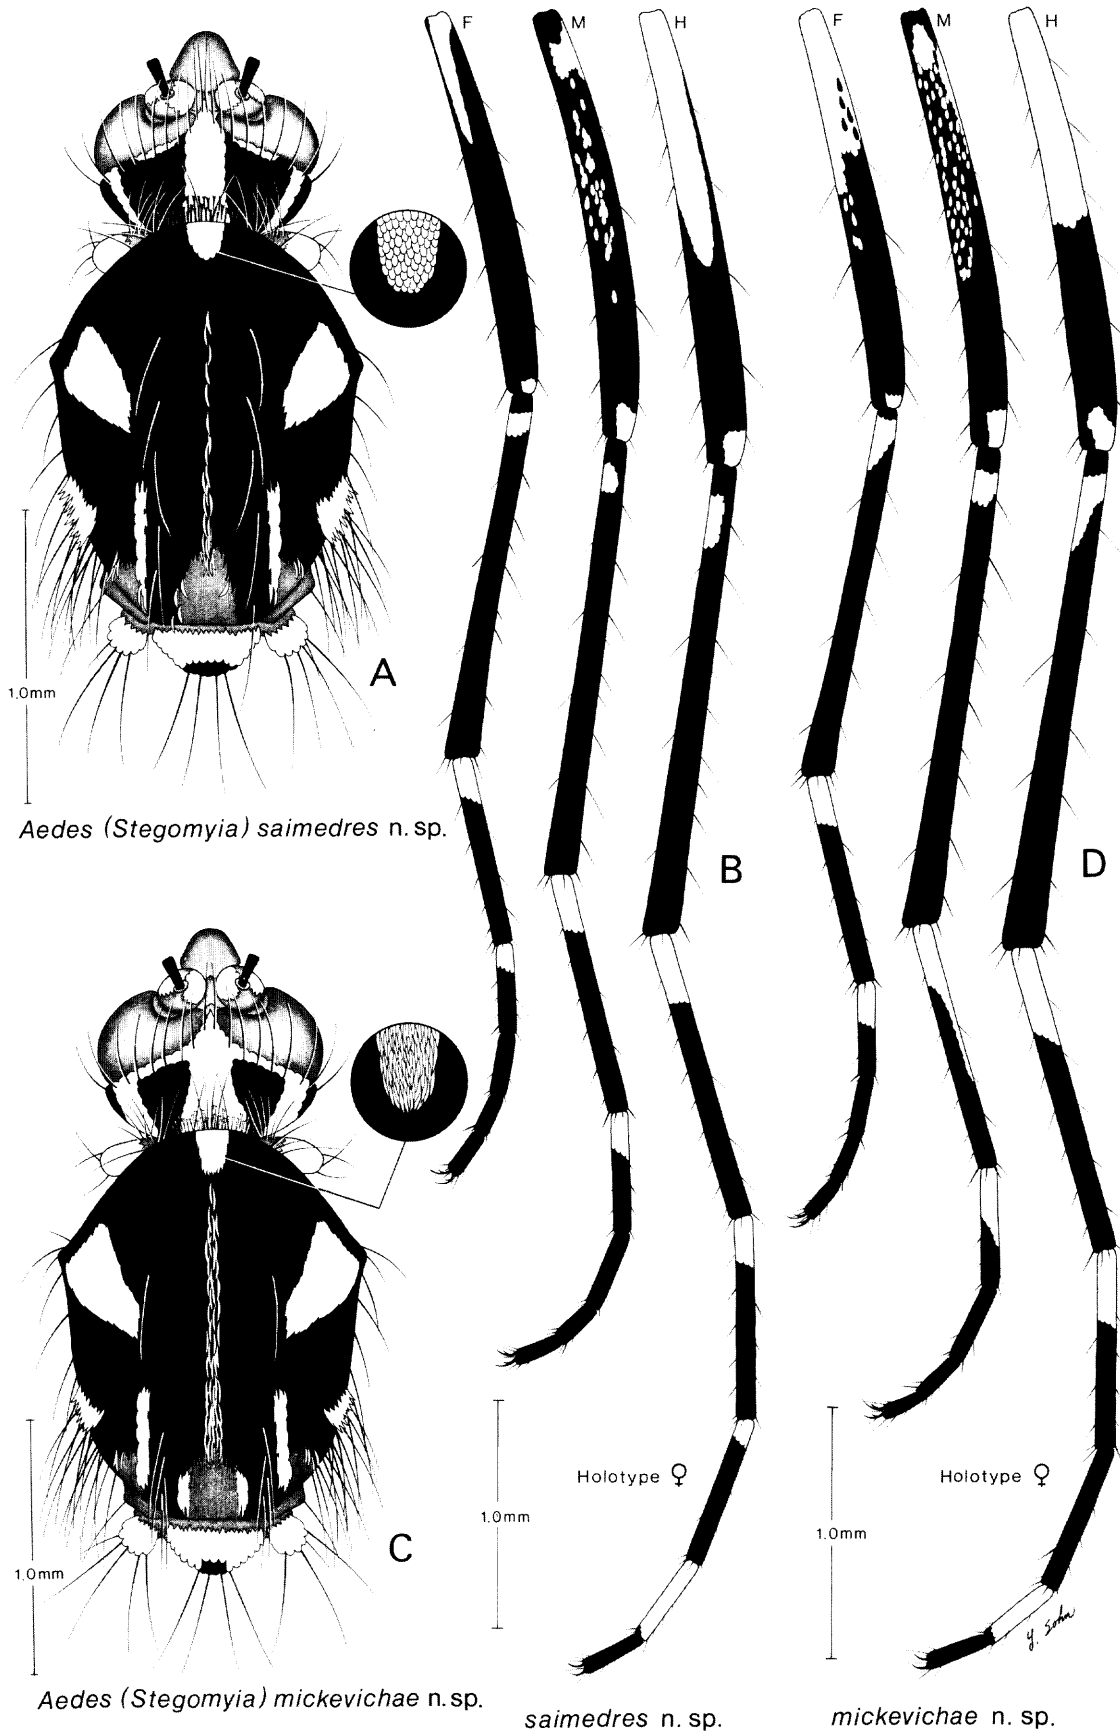 F
M
H
F
M
H
A
1.0mm
Aedes (Stegomyia) saimedres n. sp.
B
D
C
1.0mm
Holotype ♀
Holotype ♀
1.0mm
1.0mm
Y. Sohn
Aedes (Stegomyia) mickevichae n. sp.
saimedres n. sp.
mickevichae n. sp.